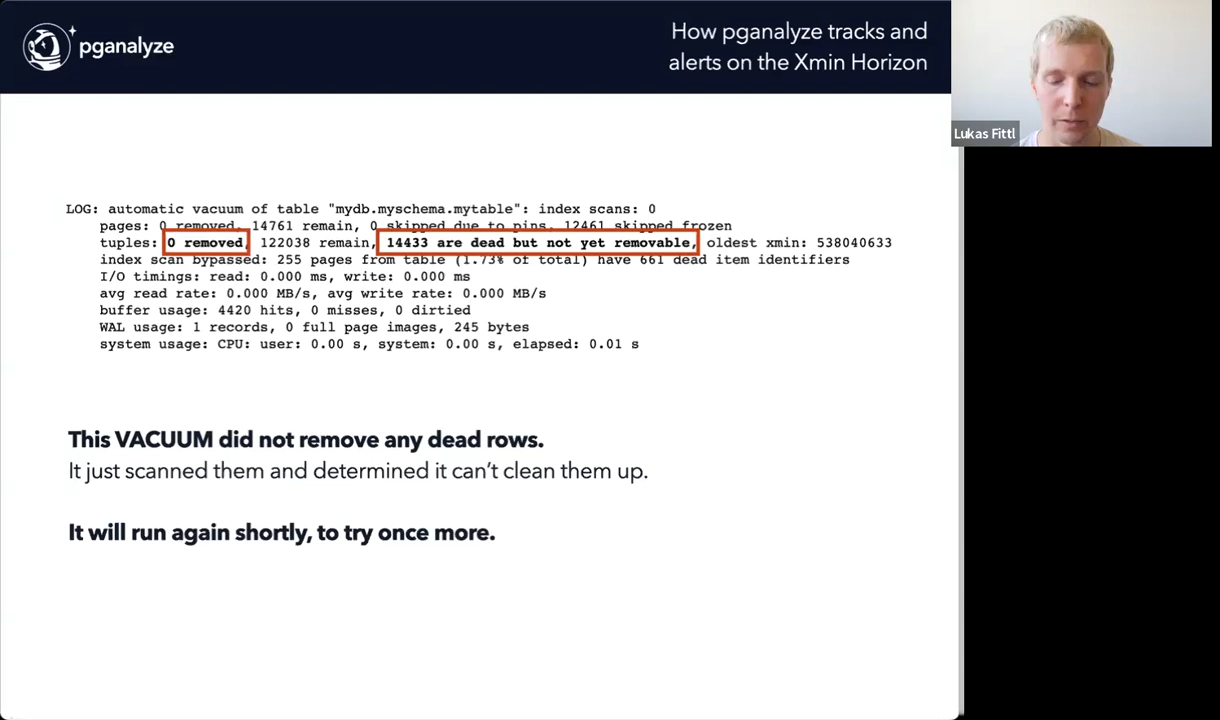 pganalyze
How pganalyze tracks and
alerts on the Xmin Horizon
Lukas Fittl
LOG: automatic vacuum of table "mydb.myschema.mytable": index scans: 0
pages: 0 removed, 14761 remain, 0 skipped due to pins, 12461 skipped frozen
tuples: 0 removed, 122038 remain, 14433 are dead but not yet removable, oldest xmin: 538040633
index scan bypassed: 255 pages from table (1.73% of total) have 661 dead item identifiers
I/O timings: read: 0.000 ms, write: 0.000 ms
avg read rate: 0.000 MB/s, avg write rate: 0.000 MB/s
buffer usage: 4420 hits, 0 misses, 0 dirtied
WAL usage: 1 records, 0 full page images, 245 bytes
system usage: CPU: user: 0.00 s, system: 0.00 s, elapsed: 0.01 s
This VACUUM did not remove any dead rows.
It just scanned them and determined it can’t clean them up.
It will run again shortly, to try once more.